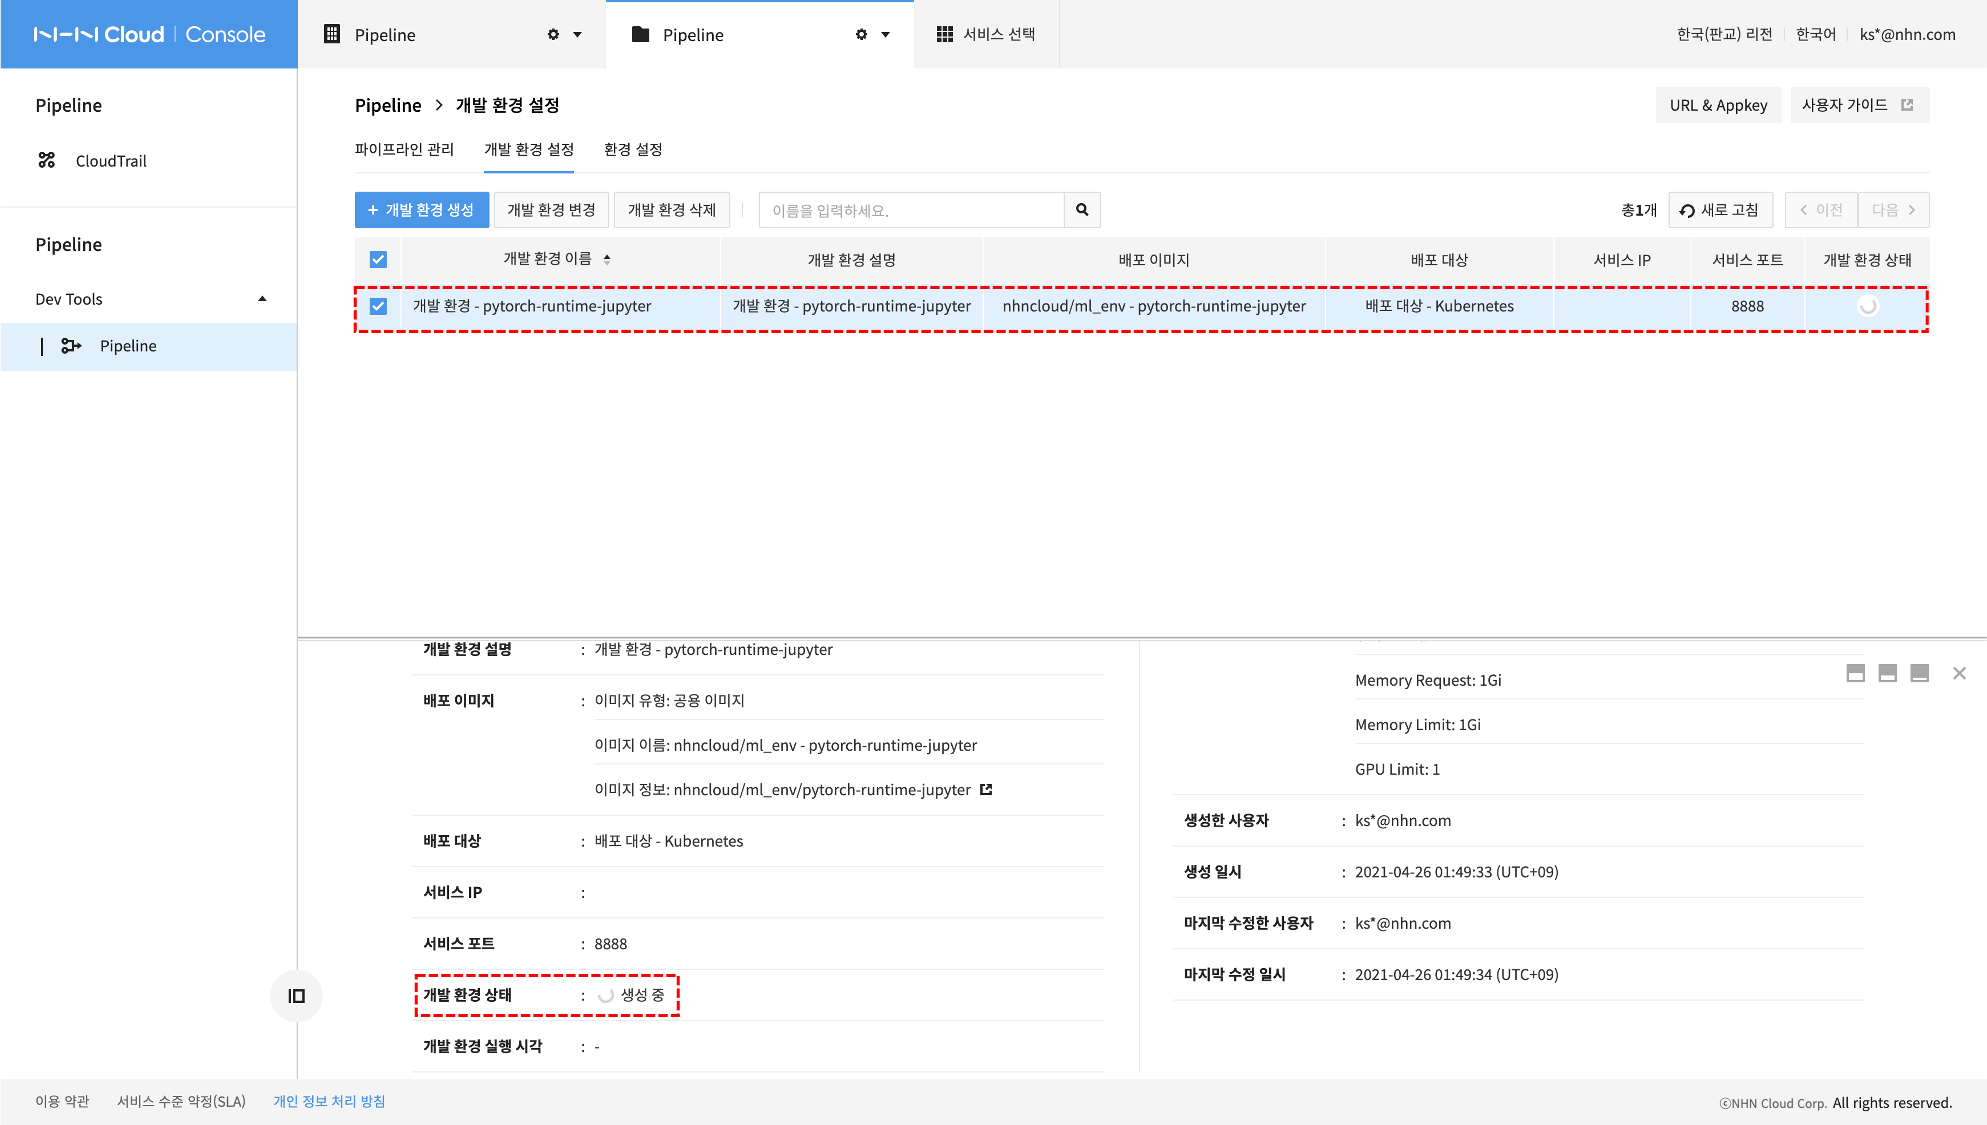 NHN Cloud | Console
Pipeline
Pipeline
서비스 선택
한국(판교) 리전
한국어
ks*@nhn.com
Pipeline
CloudTrail
Pipeline
Dev Tools
Pipeline
Pipeline > 개발 환경 설정
URL & Appkey
사용자 가이드
파이프라인 관리
개발 환경 설정
환경 설정
+ 개발 환경 생성
개발 환경 변경
개발 환경 삭제
이름을 입력하세요.
총1개
새로 고침
< 이전
다음 >
개발 환경 이름
개발 환경 설명
배포 이미지
배포 대상
서비스 IP
서비스 포트
개발 환경 상태
개발 환경 - pytorch-runtime-jupyter
개발 환경 - pytorch-runtime-jupyter
nhncloud/ml_env - pytorch-runtime-jupyter
배포 대상 - Kubernetes
8888
개발 환경 설명 : 개발 환경 - pytorch-runtime-jupyter
배포 이미지 : 이미지 유형: 공용 이미지
이미지 이름: nhncloud/ml_env - pytorch-runtime-jupyter
이미지 정보: nhncloud/ml_env/pytorch-runtime-jupyter
배포 대상 : 배포 대상 - Kubernetes
서비스 IP :
서비스 포트 : 8888
개발 환경 상태 : 생성 중
개발 환경 실행 시각 : -
Memory Request: 1Gi
Memory Limit: 1Gi
GPU Limit: 1
생성한 사용자 : ks*@nhn.com
생성 일시 : 2021-04-26 01:49:33 (UTC+09)
마지막 수정한 사용자 : ks*@nhn.com
마지막 수정 일시 : 2021-04-26 01:49:34 (UTC+09)
이용 약관
서비스 수준 약정(SLA)
개인 정보 처리 방침
ⓒNHN Cloud Corp. All rights reserved.